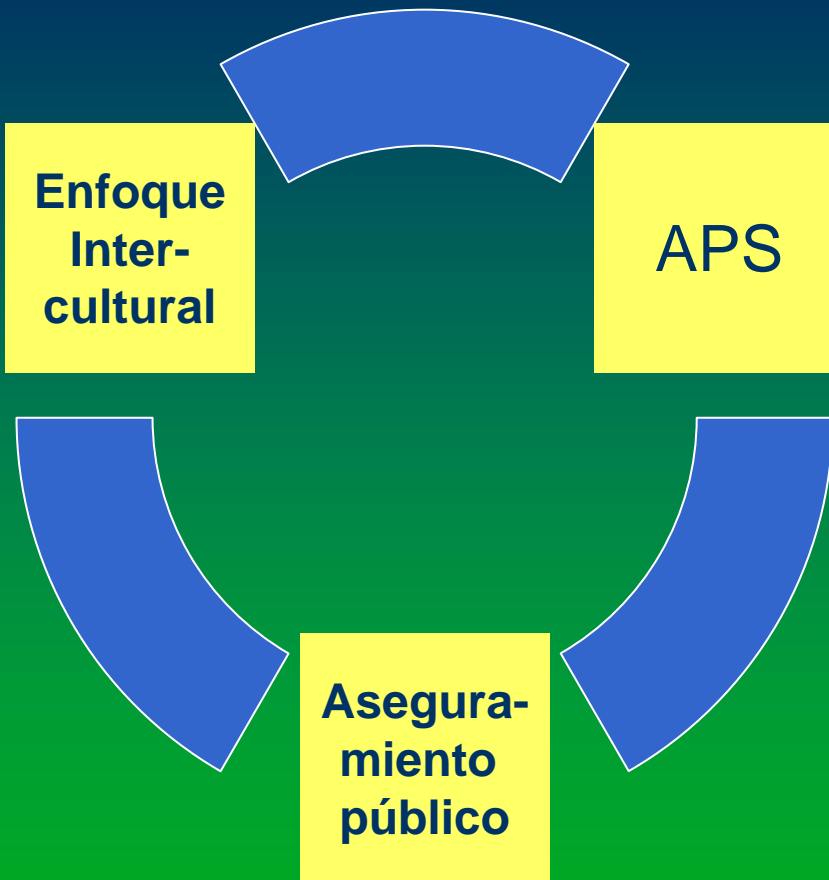 Enfoque
Inter-
cultural
APS
Asegura-
miento
público